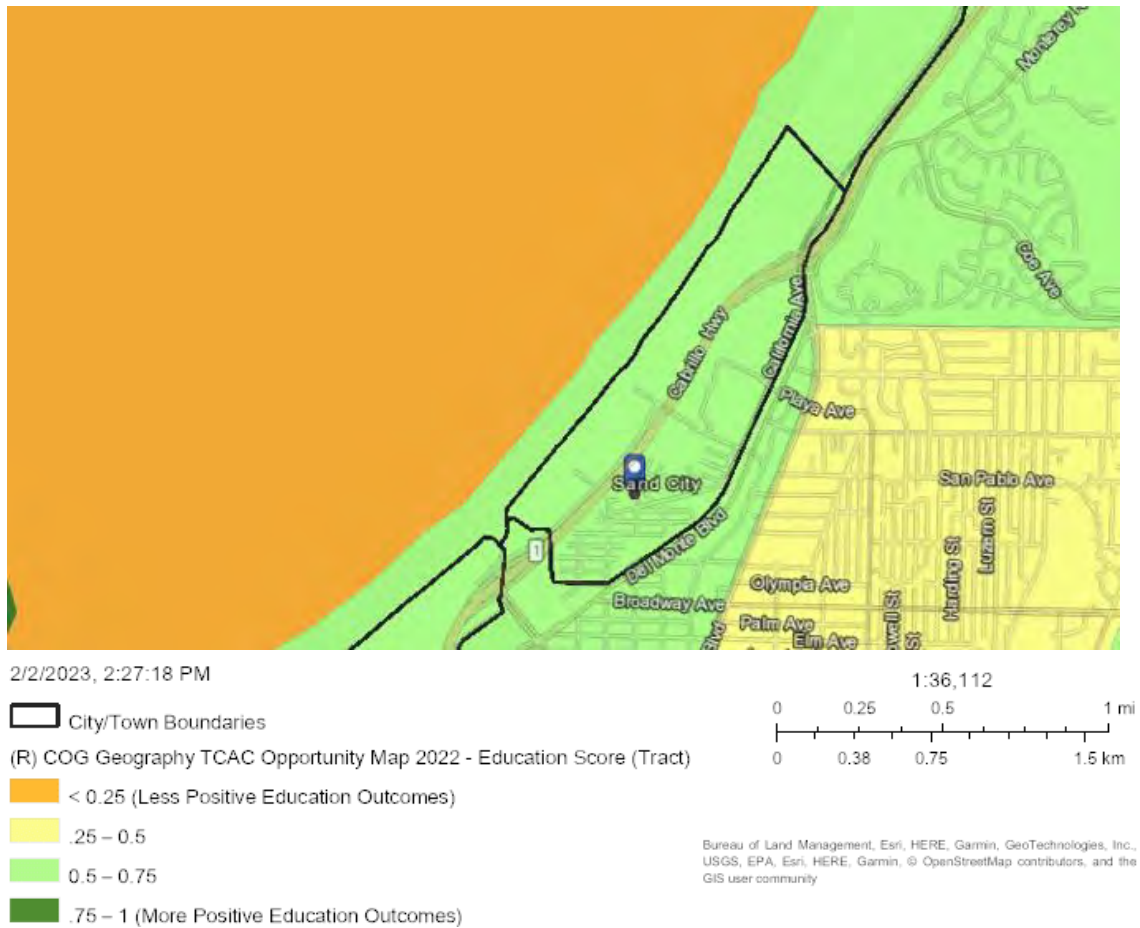 Monterey R
Coe Ave
Cabrillo Hwy
California Ave
Playa Ave
Sand City
San Pablo Ave
Luzern St
Harding St
1
Del Monte Blvd
Olympia Ave
Broadway Ave
Palm Ave
Elm Ave
Blvd
owell St
St
2/2/2023, 2:27:18 PM
1:36,112
0 0.25 0.5 1 mi
0 0.38 0.75 1.5 km
City/Town Boundaries
(R) COG Geography TCAC Opportunity Map 2022 - Education Score (Tract)
< 0.25 (Less Positive Education Outcomes)
.25 – 0.5
0.5 – 0.75
.75 – 1 (More Positive Education Outcomes)
Bureau of Land Management, Esri, HERE, Garmin, GeoTechnologies, Inc.,
USGS, EPA, Esri, HERE, Garmin, © OpenStreetMap contributors, and the
GIS user community